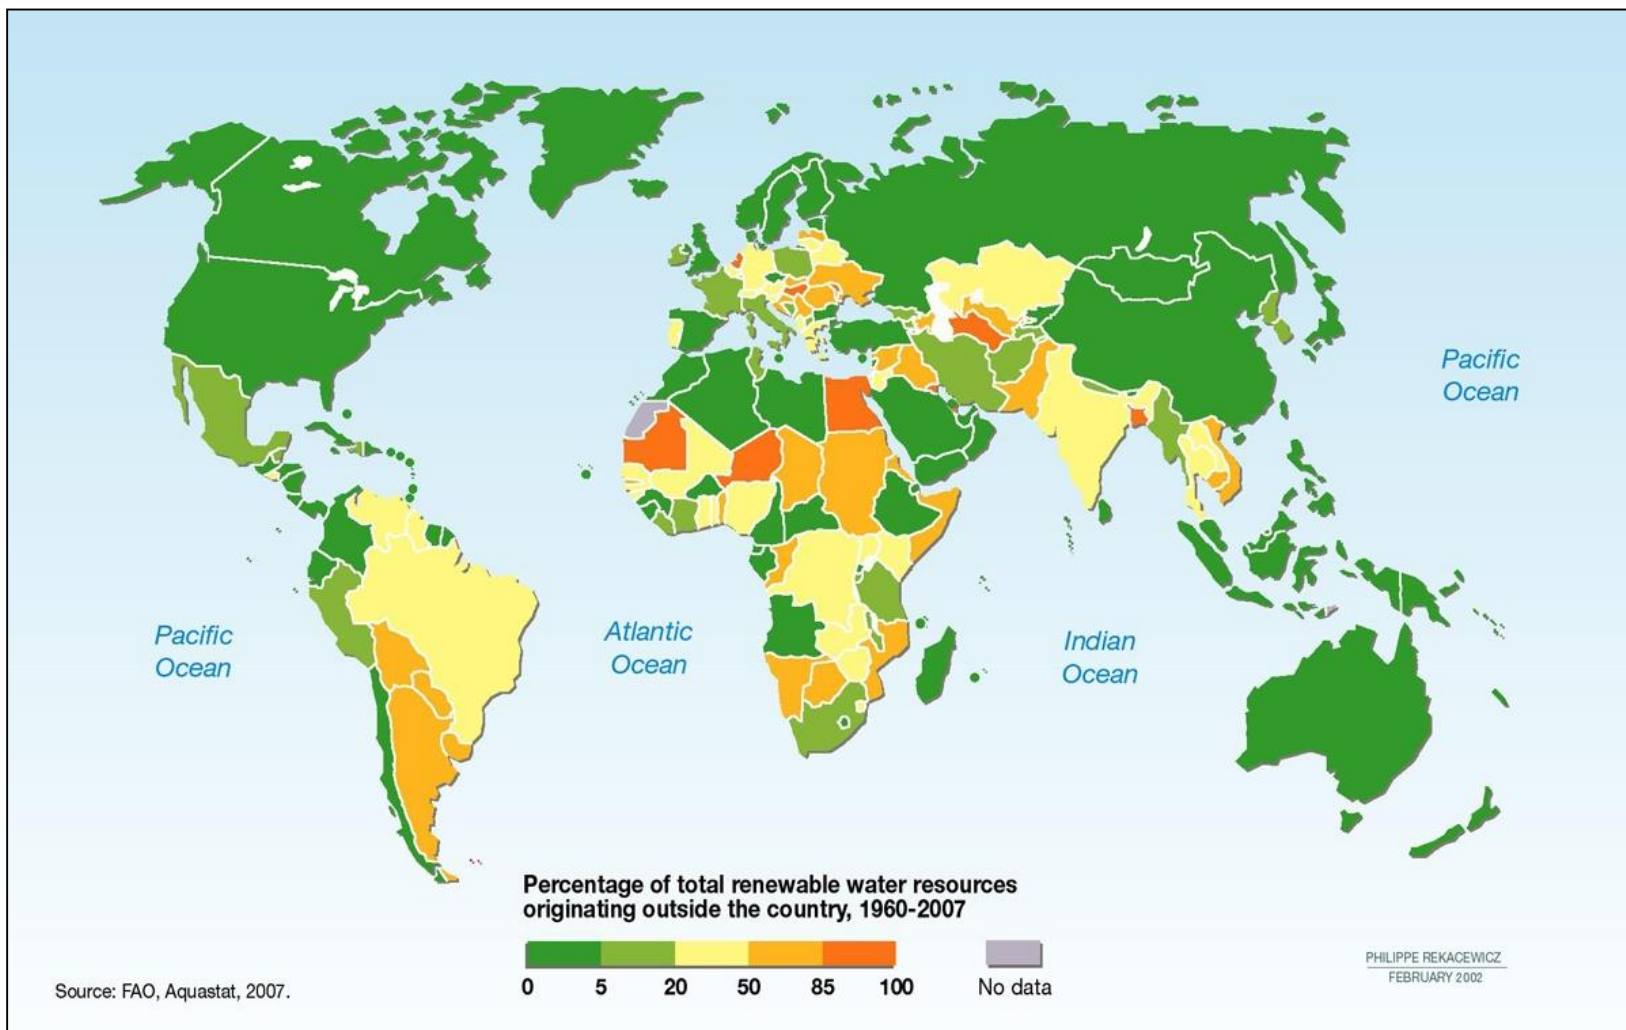 Pacific
Ocean
Pacific
Ocean
Atlantic
Ocean
Indian
Ocean
Percentage of total renewable water resources
originating outside the country, 1960-2007
0 5 20 50 85 100 No data
Source: FAO, Aquastat, 2007.
PHILIPPE REKACEWICZ
FEBRUARY 2002